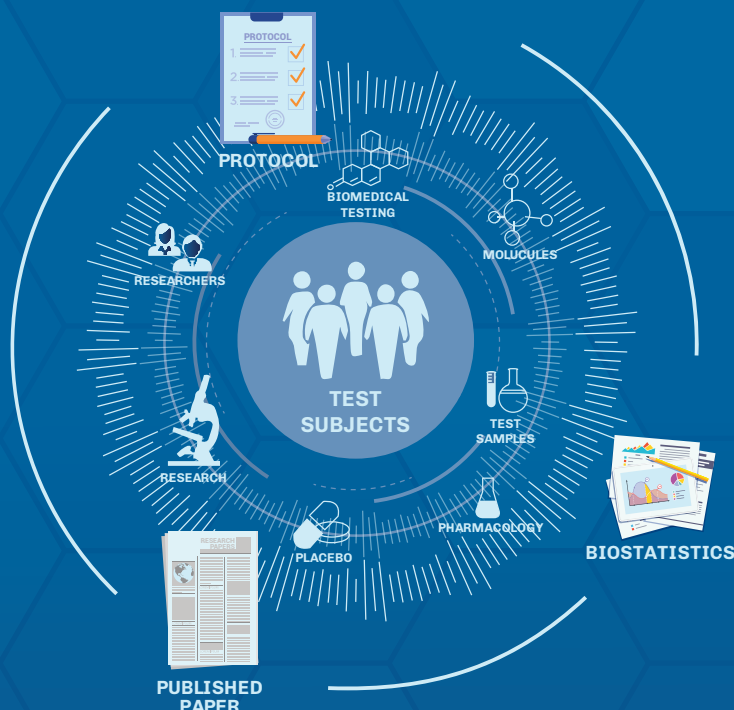 PROTOCOL
1.
2.
3.
PROTOCOL
BIOMEDICAL
TESTING
MOLUCULES
RESEARCHERS
TEST
SUBJECTS
TEST
SAMPLES
RESEARCH
PHARMACOLOGY
PLACEBO
BIOSTATISTICS
RESEARCH
PAPERS
PUBLISHED
PAPER